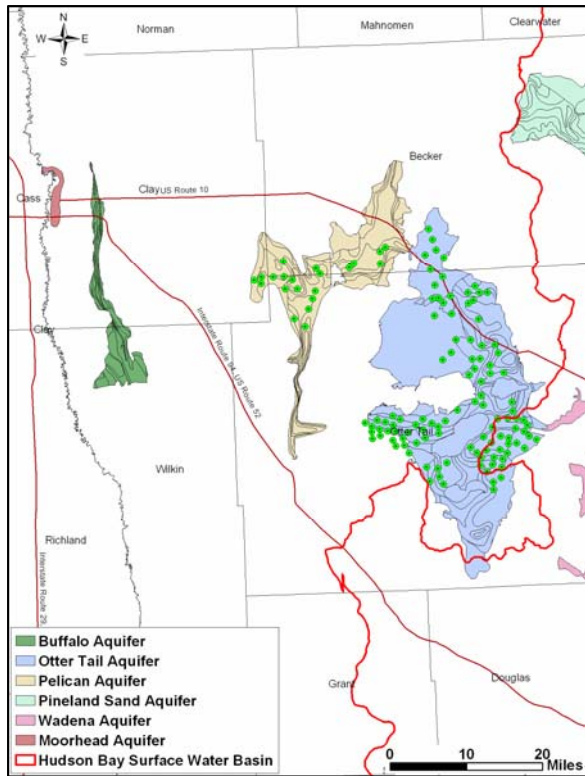 Norman
Mahnomen
Clearwater
N
W E
S
Becker
Cass
Clay US Route 10
Clay
Interstate Route 94, US Route 52
Otter Tail
Wilkin
Richland
Interstate Route 29,
Grant
Douglas
Buffalo Aquifer
Otter Tail Aquifer
Pelican Aquifer
Pineland Sand Aquifer
Wadena Aquifer
Moorhead Aquifer
Hudson Bay Surface Water Basin
0 10 20
Miles